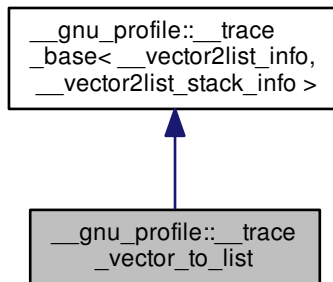 __gnu_profile::__trace
_base< __vector2list_info,
__vector2list_stack_info >
__gnu_profile::__trace
_vector_to_list